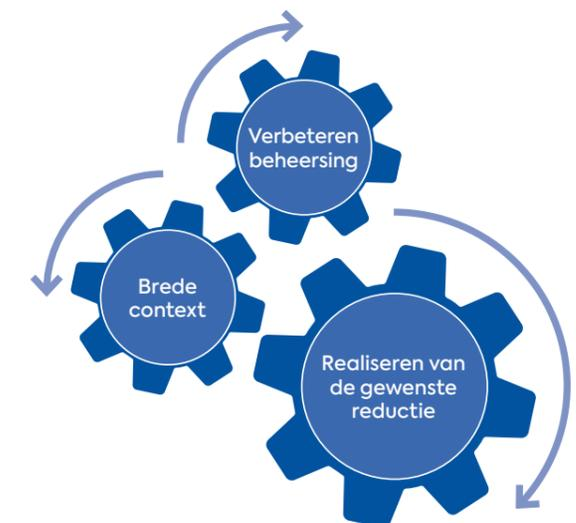 Verbeteren
beheersing
Brede
context
Realiseren van
de gewenste
reductie